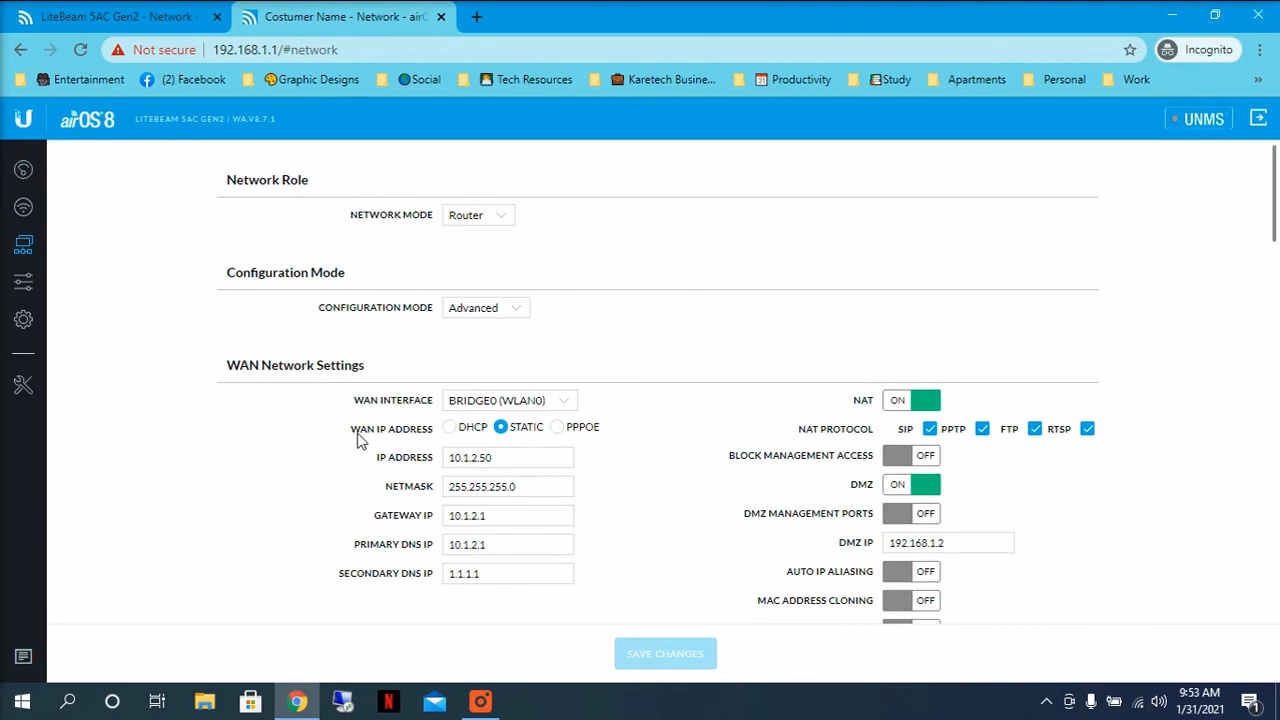 LiteBeam 5AC Gen2 - Network -
Costumer Name - Network - airO
Not secure 192.168.1.1/#network Incognito
Entertainment (2) Facebook Graphic Designs Social Tech Resources Karetech Busine... Productivity Study Apartments Personal Work »
airOS 8 LITEBEAM 5AC GEN2 | WA.V8.7.1 UNMS
Network Role
NETWORK MODE Router
Configuration Mode
CONFIGURATION MODE Advanced
WAN Network Settings
WAN INTERFACE BRIDGE0 (WLAN0)
WAN IP ADDRESS DHCP STATIC PPPOE
IP ADDRESS 10.1.2.50
NETMASK 255.255.255.0
GATEWAY IP 10.1.2.1
PRIMARY DNS IP 10.1.2.1
SECONDARY DNS IP 1.1.1.1
NAT ON
NAT PROTOCOL SIP PPTP FTP RTSP
BLOCK MANAGEMENT ACCESS OFF
DMZ ON
DMZ MANAGEMENT PORTS OFF
DMZ IP 192.168.1.2
AUTO IP ALIASING OFF
MAC ADDRESS CLONING OFF
SAVE CHANGES
9:53 AM
1/31/2021
1